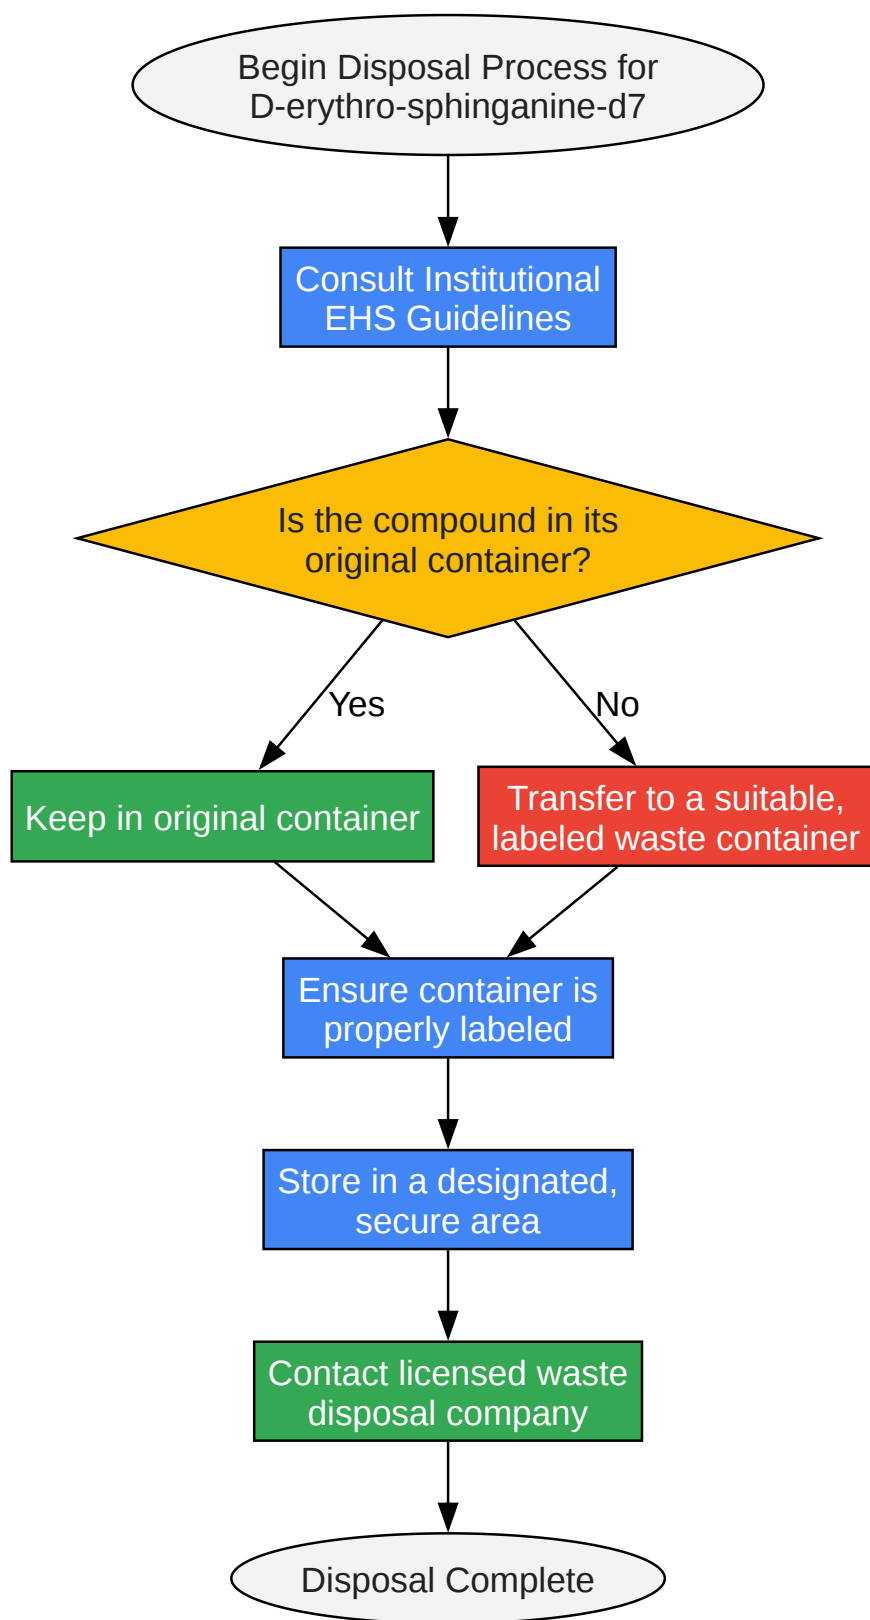 Begin Disposal Process for
D-erythro-sphinganine-d7
Consult Institutional
EHS Guidelines
Is the compound in its
original container?
Yes
No
Keep in original container
Transfer to a suitable,
labeled waste container
Ensure container is
properly labeled
Store in a designated,
secure area
Contact licensed waste
disposal company
Disposal Complete